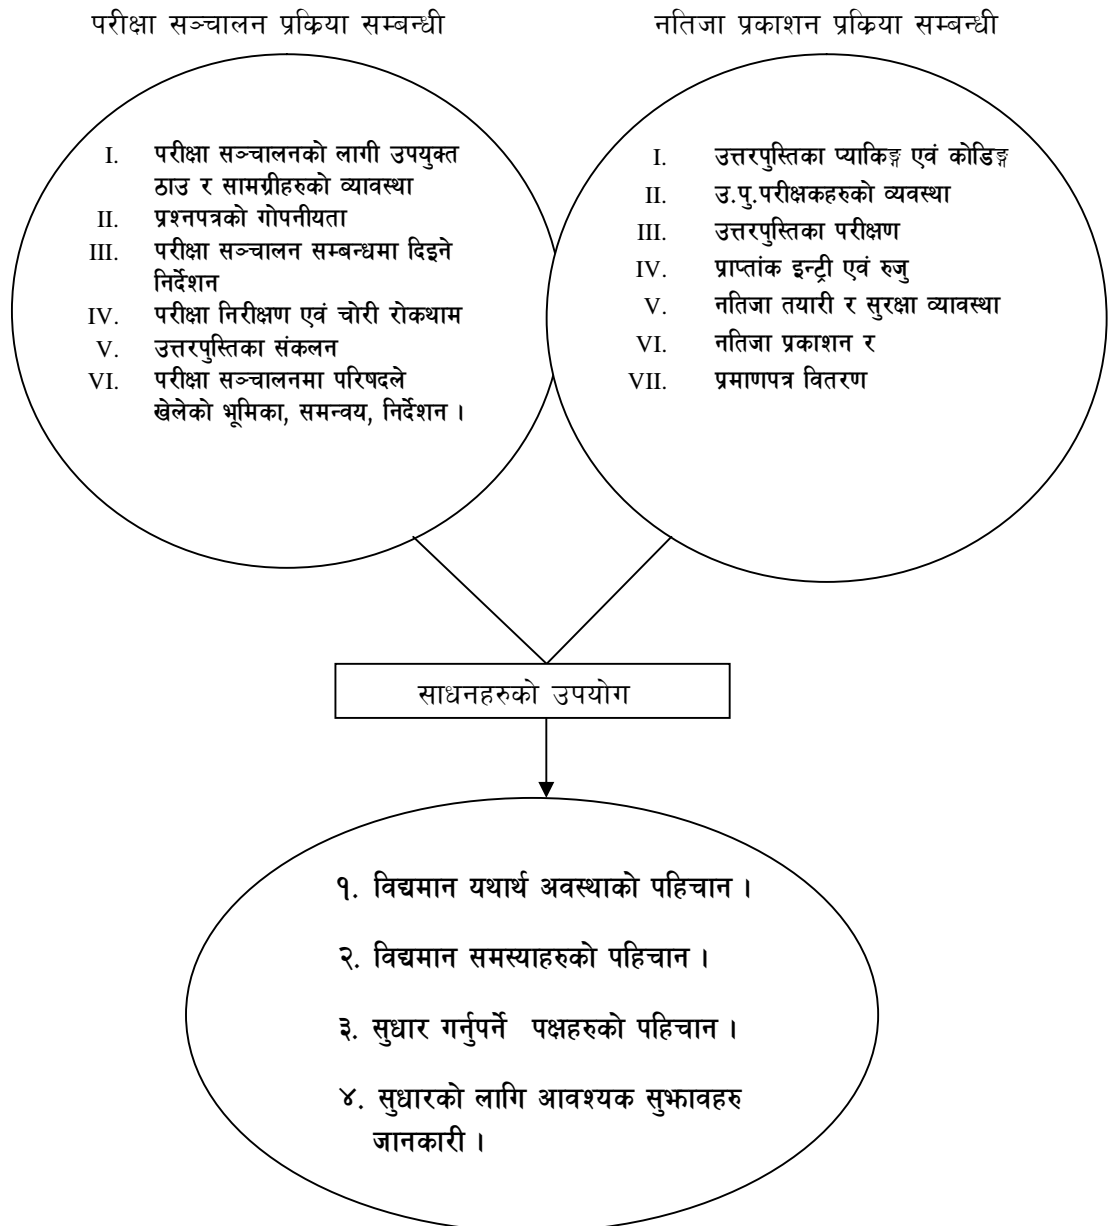 परीक्षा सञ्चालन प्रक्रिया सम्बन्धी
I. परीक्षा सञ्चालनको लागी उपयुक्त
ठाउ र सामग्रीहरुको व्यावस्था
II. प्रश्नपत्रको गोपनीयता
III. परीक्षा सञ्चालन सम्बन्धमा दिइने
निर्देशन
IV. परीक्षा निरीक्षण एवं चोरी रोकथाम
V. उत्तरपुस्तिका संकलन
VI. परीक्षा सञ्चालनमा परिषदले
खेलेको भूमिका, समन्वय, निर्देशन ।
नतिजा प्रकाशन प्रक्रिया सम्बन्धी
I. उत्तरपुस्तिका प्याकिङ्ग एवं कोडिङ्ग
II. उ.पु.परीक्षकहरुको व्यवस्था
III. उत्तरपुस्तिका परीक्षण
IV. प्राप्तांक इन्ट्री एवं रुजु
V. नतिजा तयारी र सुरक्षा व्यावस्था
VI. नतिजा प्रकाशन र
VII. प्रमाणपत्र वितरण
साधनहरुको उपयोग
१. विद्यमान यथार्थ अवस्थाको पहिचान ।
२. विद्यमान समस्याहरुको पहिचान ।
३. सुधार गर्नुपर्ने पक्षहरुको पहिचान ।
४. सुधारको लागि आवश्यक सुझावहरु
जानकारी ।